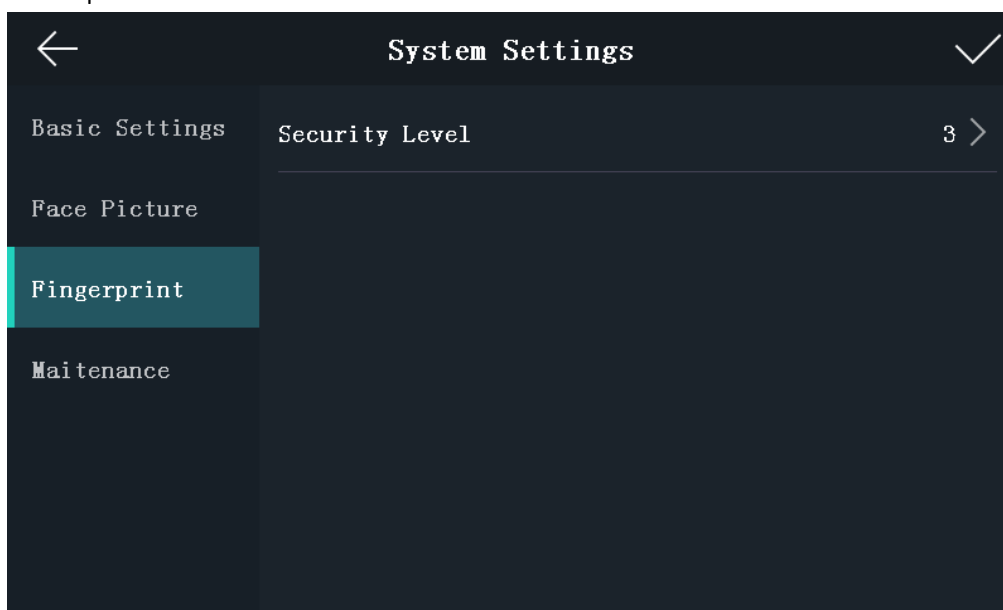 System Settings
Basic Settings
Security Level 3
Face Picture
Fingerprint
Maitenance